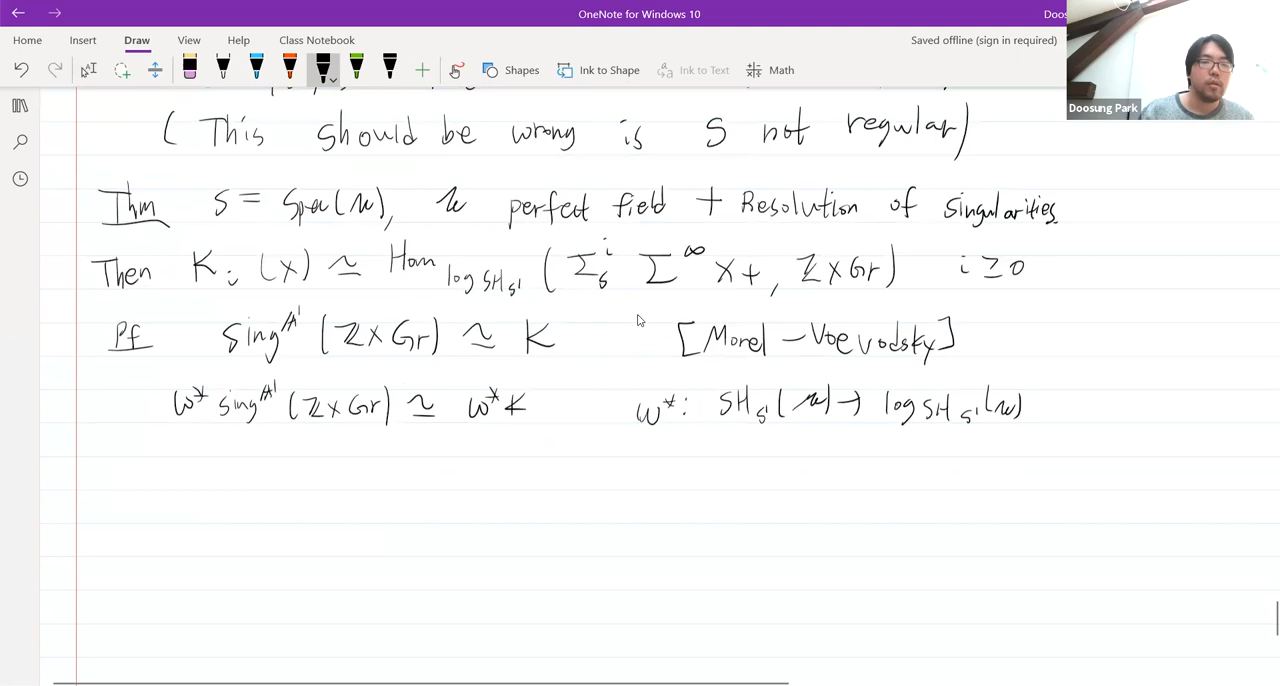 OneNote for Windows 10
Doos
Home Insert Draw View Help Class Notebook
Saved offline (sign in required)
Shapes Ink to Shape Ink to Text Math
Doosung Park
( This should be wrong is S not regular)
Thm S = Spec(k), k perfect field + Resolution of singularities
Then K_i (X) ≃ Hom_{logSH_{S^1}} ( Σ_S^i Σ^∞ X+, ℤ×Gr) i ≥ 0
Pf Sing^{𝔸^1} (ℤ×Gr) ≃ K [Morel-Voevodsky]
ω^* Sing^{𝔸^1} (ℤ×Gr) ≃ ω^* K ω^*: SH_{S^1}(k) → logSH_{S^1}(k)